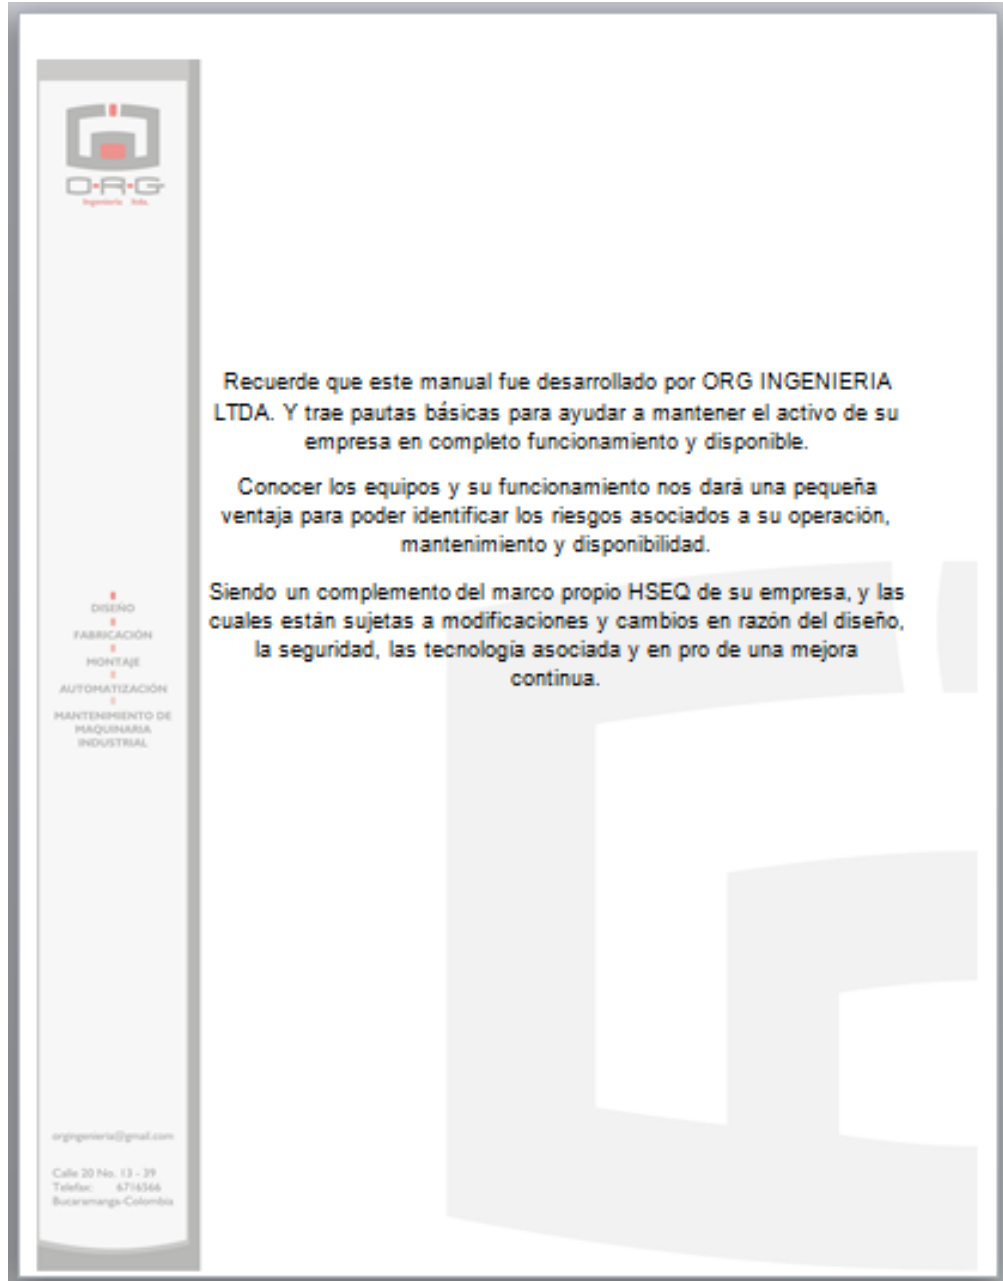 O·R·G
Ingeniería ltda.
Recuerde que este manual fue desarrollado por ORG INGENIERIA
LTDA. Y trae pautas básicas para ayudar a mantener el activo de su
empresa en completo funcionamiento y disponible.
Conocer los equipos y su funcionamiento nos dará una pequeña
ventaja para poder identificar los riesgos asociados a su operación,
mantenimiento y disponibilidad.
Siendo un complemento del marco propio HSEQ de su empresa, y las
cuales están sujetas a modificaciones y cambios en razón del diseño,
la seguridad, las tecnología asociada y en pro de una mejora
continua.
DISEÑO
FABRICACIÓN
MONTAJE
AUTOMATIZACIÓN
MANTENIMIENTO DE
MAQUINARIA
INDUSTRIAL
orgingenieria@gmail.com
Calle 20 No. 13 - 39
Telefax: 6716566
Bucaramanga-Colombia